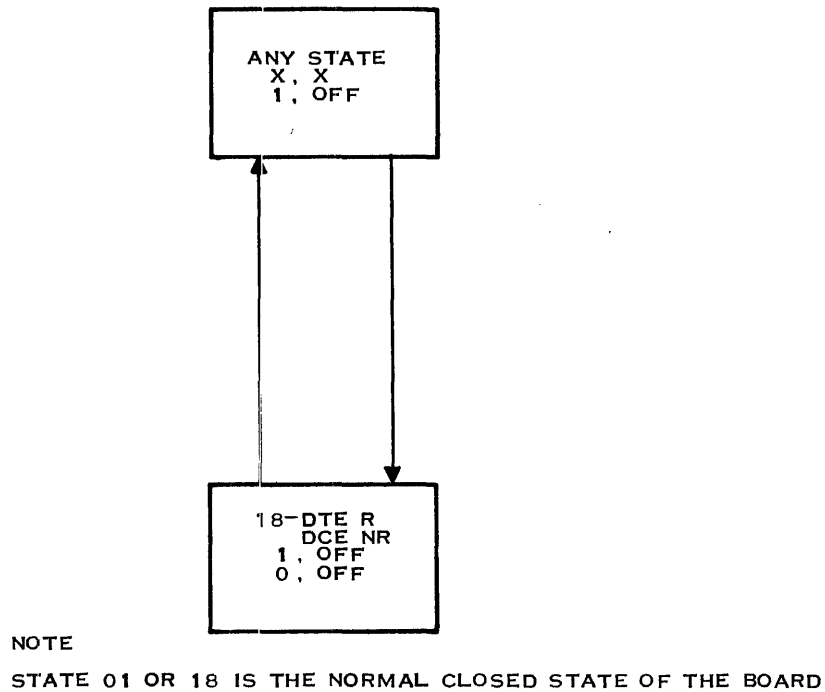 ANY STATE
X, X
1, OFF
18-DTE R
DCE NR
1, OFF
0, OFF
NOTE
STATE 01 OR 18 IS THE NORMAL CLOSED STATE OF THE BOARD